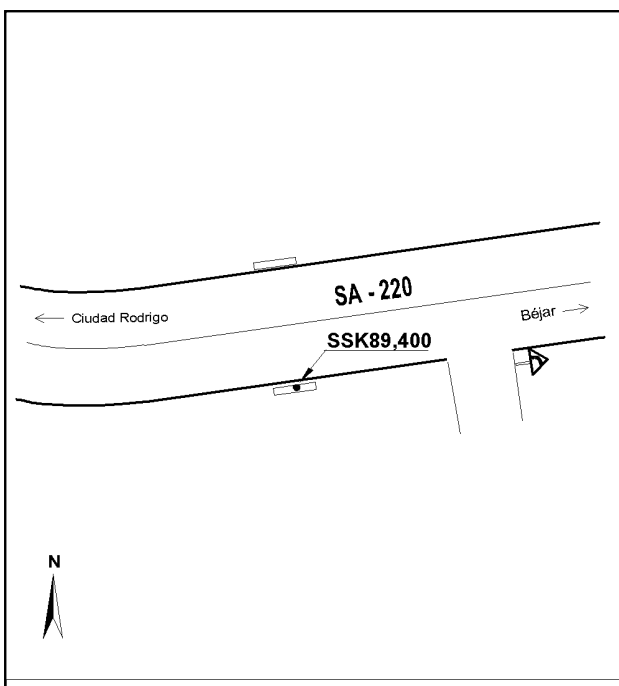 SA - 220
← Ciudad Rodrigo
Béjar →
SSK89,400
N